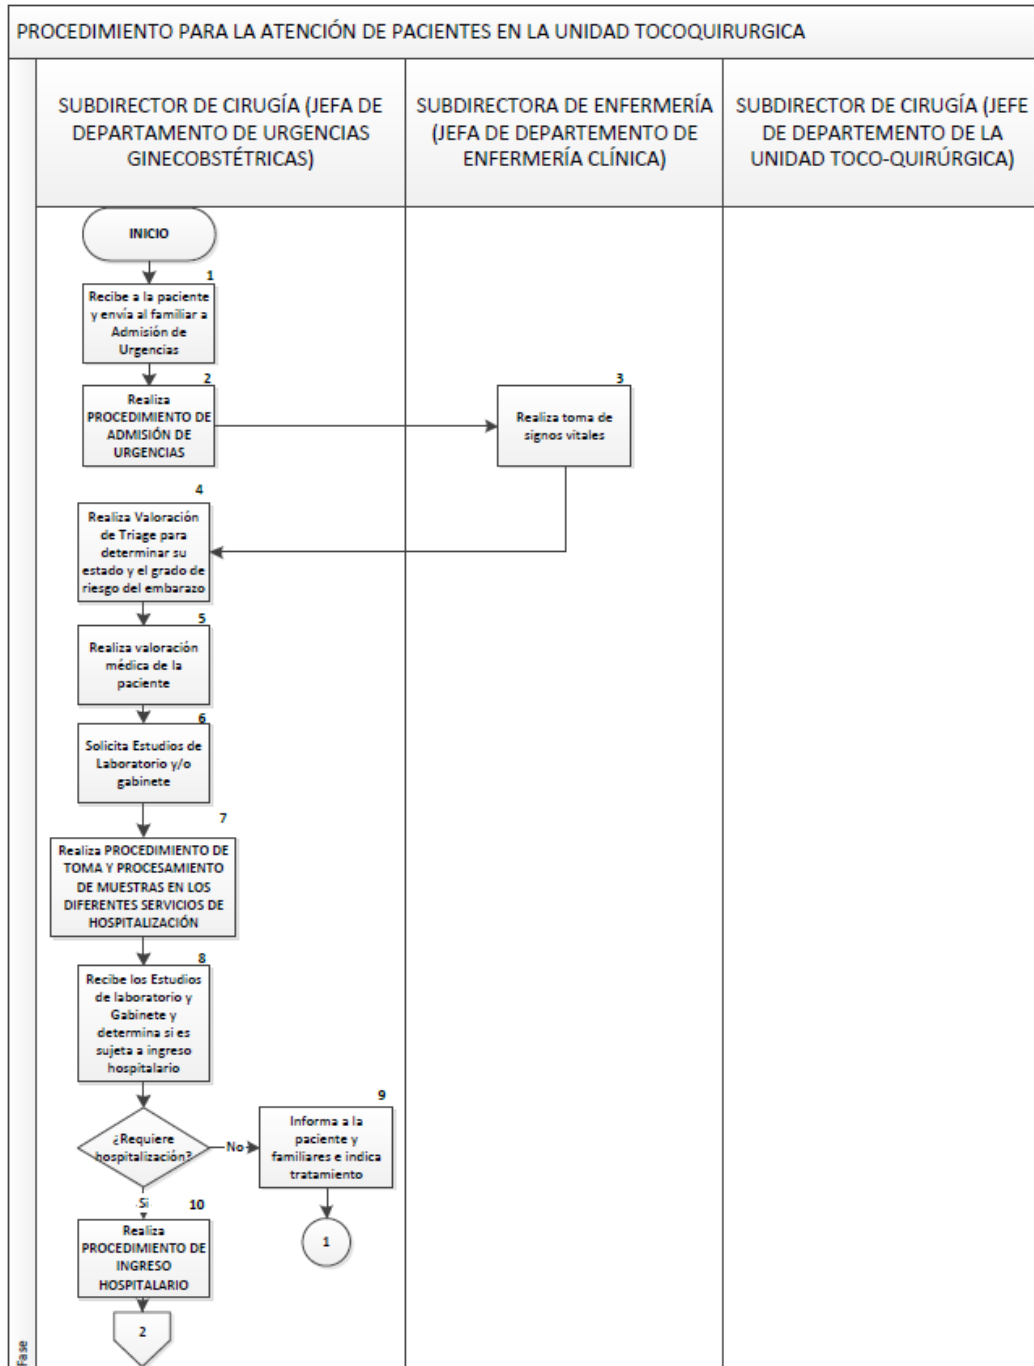 PROCEDIMIENTO PARA LA ATENCIÓN DE PACIENTES EN LA UNIDAD TOCOQUIRURGICA
SUBDIRECTOR DE CIRUGÍA (JEFA DE
DEPARTAMENTO DE URGENCIAS
GINECOBSTÉTRICAS)
SUBDIRECTORA DE ENFERMERÍA
(JEFA DE DEPARTEMENTO DE
ENFERMERÍA CLÍNICA)
SUBDIRECTOR DE CIRUGÍA (JEFE
DE DEPARTEMENTO DE LA
UNIDAD TOCO-QUIRÚRGICA)
INICIO
1
Recibe a la paciente
y envía al familiar a
Admisión de
Urgencias
2
Realiza
PROCEDIMIENTO DE
ADMISIÓN DE
URGENCIAS
3
Realiza toma de
signos vitales
4
Realiza Valoración
de Triage para
determinar su
estado y el grado de
riesgo del embarazo
5
Realiza valoración
médica de la
paciente
6
Solicita Estudios de
Laboratorio y/o
gabinete
7
Realiza PROCEDIMIENTO DE
TOMA Y PROCESAMIENTO
DE MUESTRAS EN LOS
DIFERENTES SERVICIOS DE
HOSPITALIZACIÓN
8
Recibe los Estudios
de laboratorio y
Gabinete y
determina si es
sujeta a ingreso
hospitalario
¿Requiere
hospitalización?
No
9
Informa a la
paciente y
familiares e indica
tratamiento
1
Si
10
Realiza
PROCEDIMIENTO DE
INGRESO
HOSPITALARIO
2
Fase